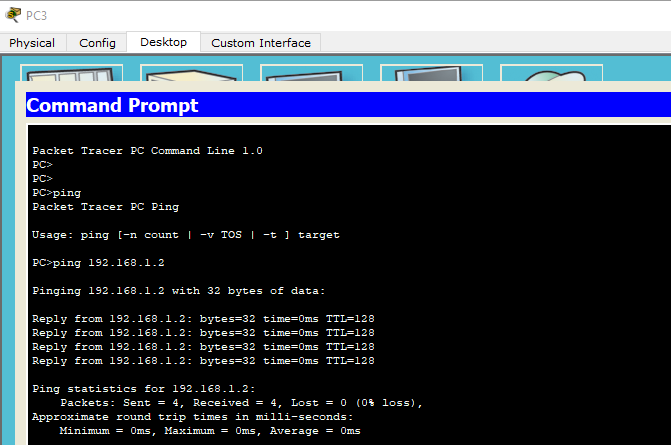 PC3
Physical Config Desktop Custom Interface
Command Prompt
Packet Tracer PC Command Line 1.0
PC>
PC>
PC>ping
Packet Tracer PC Ping
Usage: ping [-n count | -v TOS | -t ] target
PC>ping 192.168.1.2
Pinging 192.168.1.2 with 32 bytes of data:
Reply from 192.168.1.2: bytes=32 time=0ms TTL=128
Reply from 192.168.1.2: bytes=32 time=0ms TTL=128
Reply from 192.168.1.2: bytes=32 time=0ms TTL=128
Reply from 192.168.1.2: bytes=32 time=0ms TTL=128
Ping statistics for 192.168.1.2:
Packets: Sent = 4, Received = 4, Lost = 0 (0% loss),
Approximate round trip times in milli-seconds:
Minimum = 0ms, Maximum = 0ms, Average = 0ms